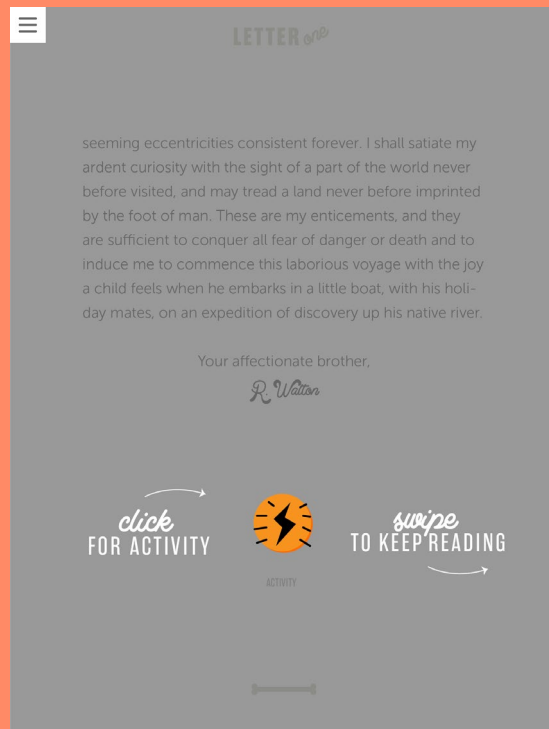 LETTER one
seeming eccentricities consistent forever. I shall satiate my
ardent curiosity with the sight of a part of the world never
before visited, and may tread a land never before imprinted
by the foot of man. These are my enticements, and they
are sufficient to conquer all fear of danger or death and to
induce me to commence this laborious voyage with the joy
a child feels when he embarks in a little boat, with his holi-
day mates, on an expedition of discovery up his native river.
Your affectionate brother,
R. Walton
click
FOR ACTIVITY
swipe
TO KEEP READING
ACTIVITY